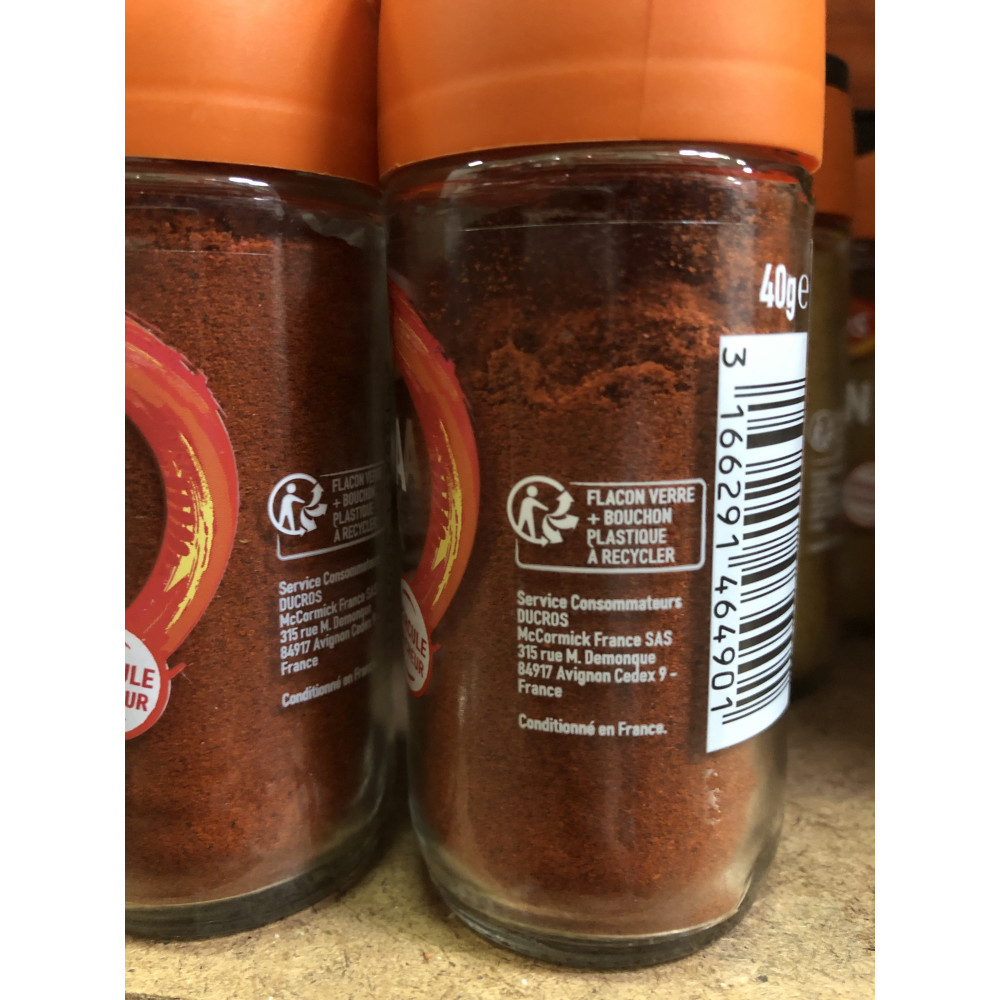 40g e
3 166291 464901
FLACON VERRE
+ BOUCHON
PLASTIQUE
À RECYCLER
Service Consommateurs
DUCROS
McCormick France SAS
315 rue M. Demonque
84917 Avignon Cedex 9 -
France
Conditionné en France.
FLACON VERRE
+ BOUCHON
PLASTIQUE
À RECYCLER
Service Consommateurs
DUCROS
McCormick France SAS
315 rue M. Demonque
84917 Avignon Cedex 9
France
Conditionné en